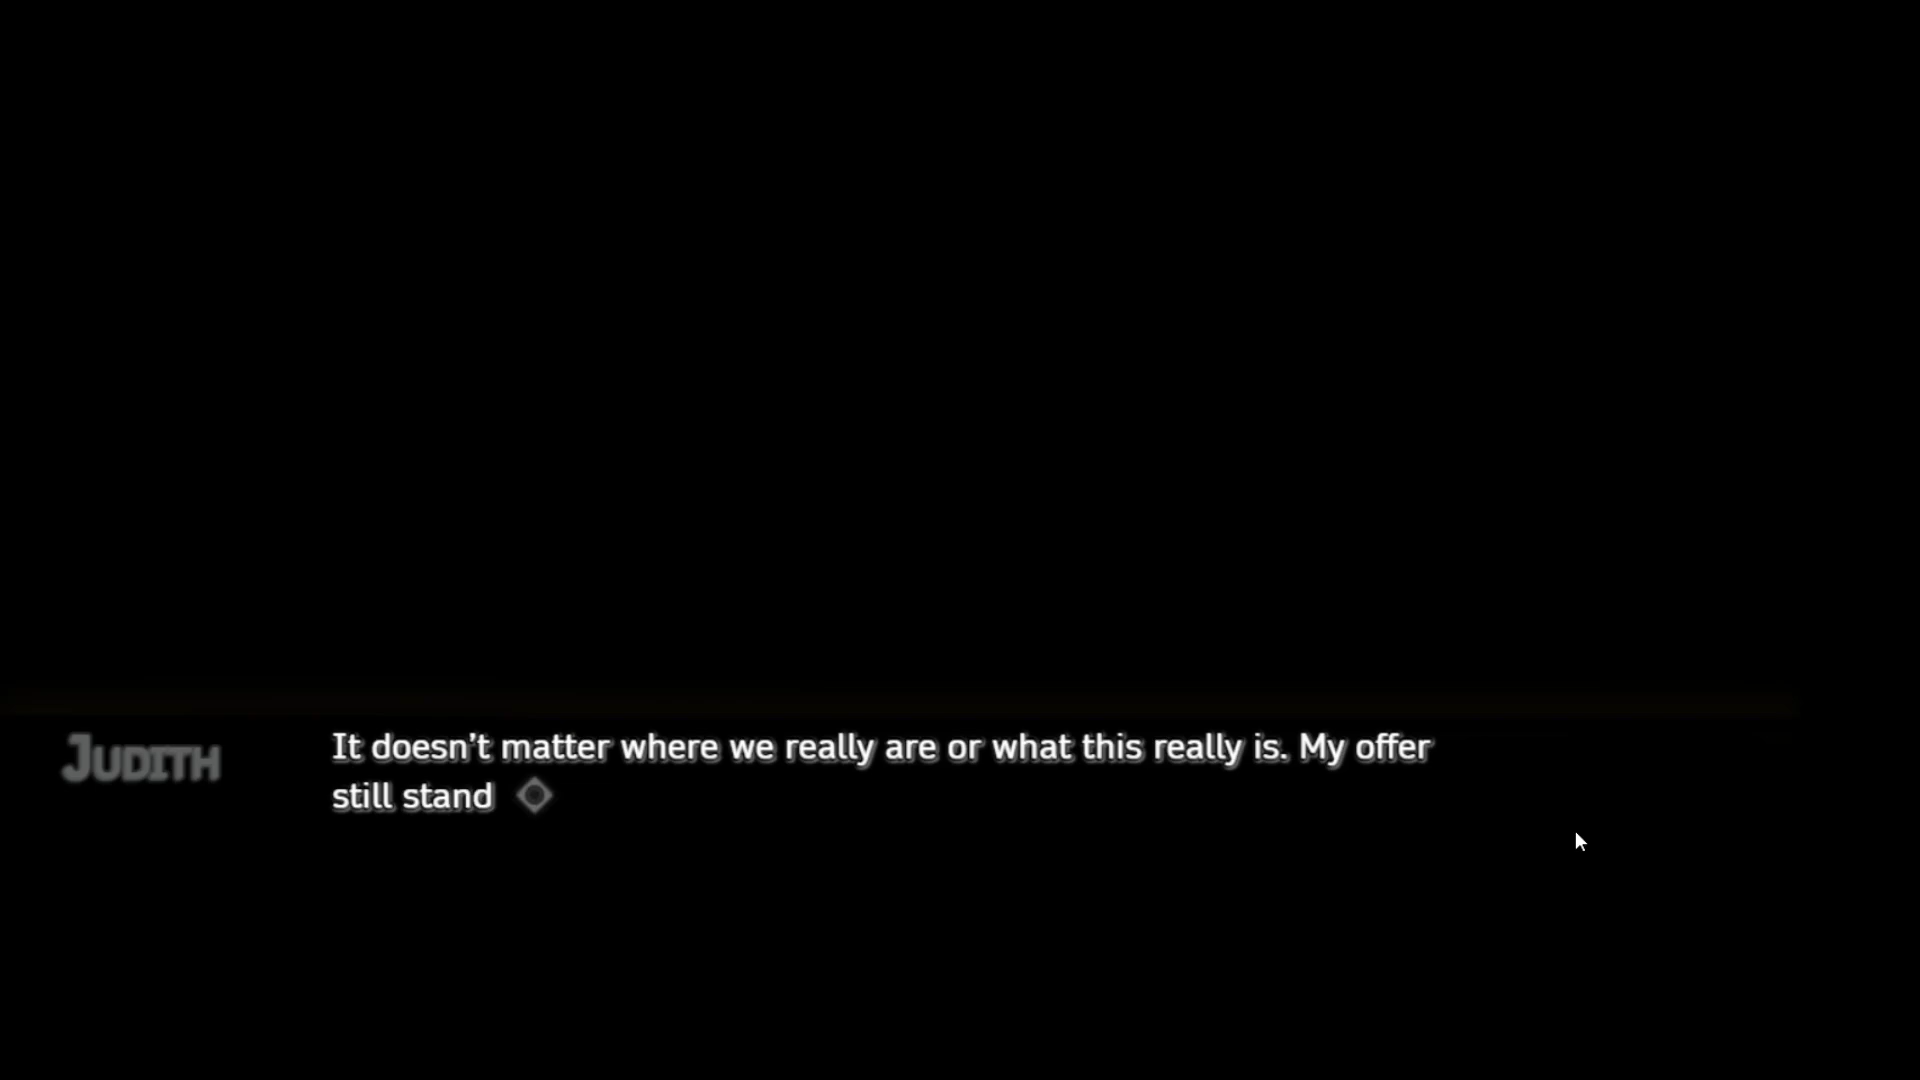 JUDITH
It doesn't matter where we really are or what this really is. My offer
still stand